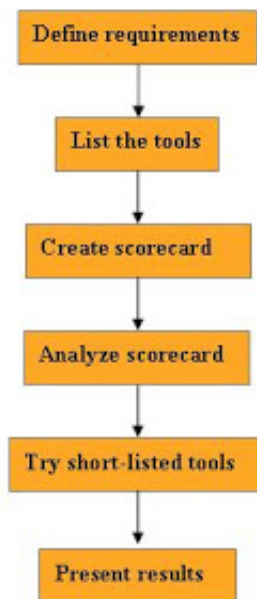 Define requirements
List the tools
Create scorecard
Analyze scorecard
Try short-listed tools
Present results